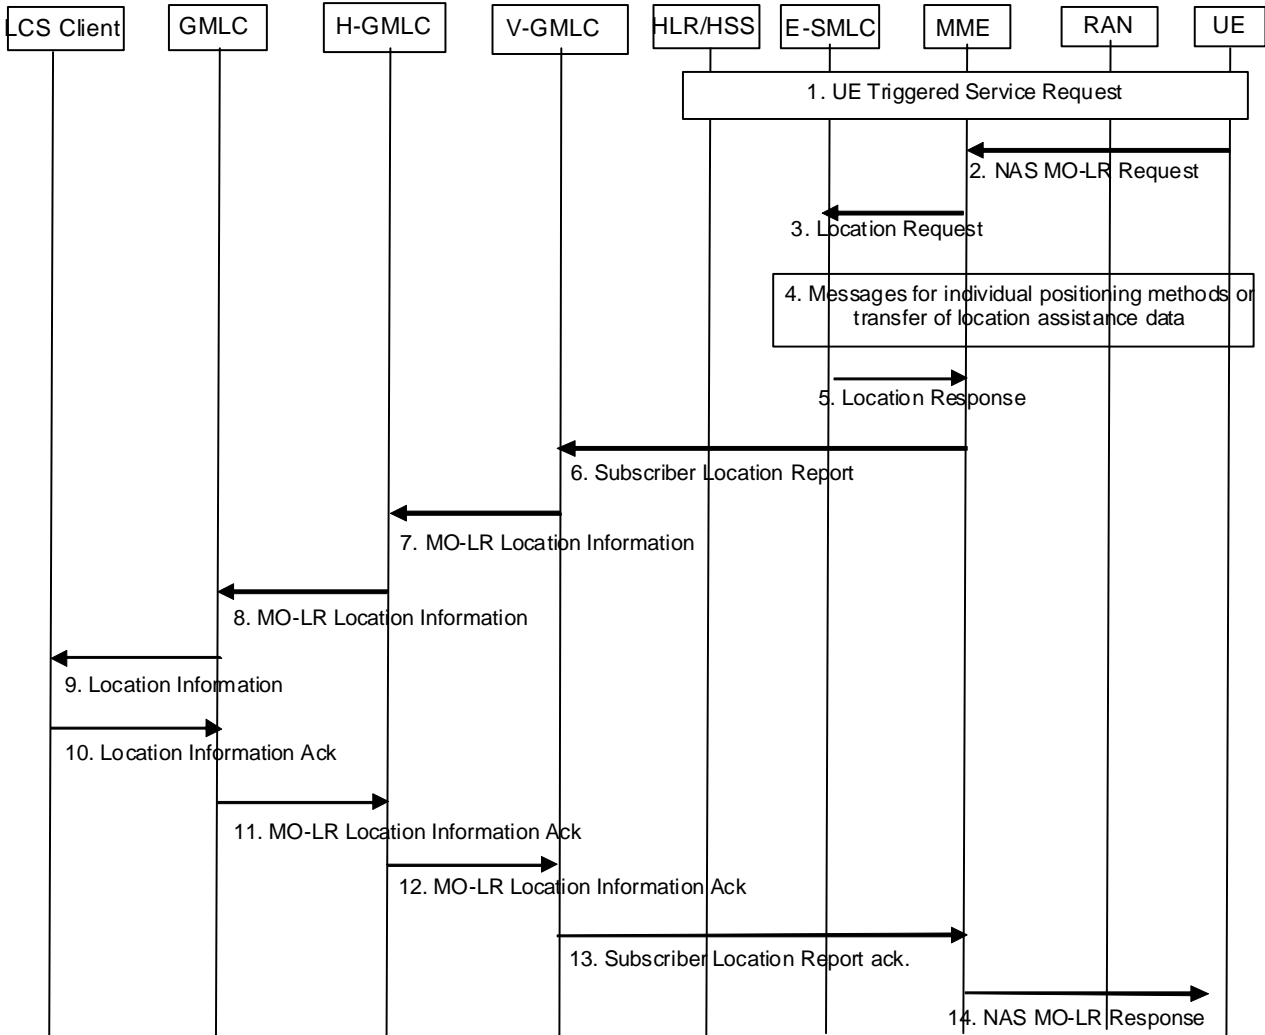 LCS Client
GMLC
H-GMLC
V-GMLC
HLR/HSS
E-SMLC
MME
RAN
UE
1. UE Triggered Service Request
2. NAS MO-LR Request
3. Location Request
4. Messages for individual positioning methods or
transfer of location assistance data
5. Location Response
6. Subscriber Location Report
7. MO-LR Location Information
8. MO-LR Location Information
9. Location Information
10. Location Information Ack
11. MO-LR Location Information Ack
12. MO-LR Location Information Ack
13. Subscriber Location Report ack.
14. NAS MO-LR Response